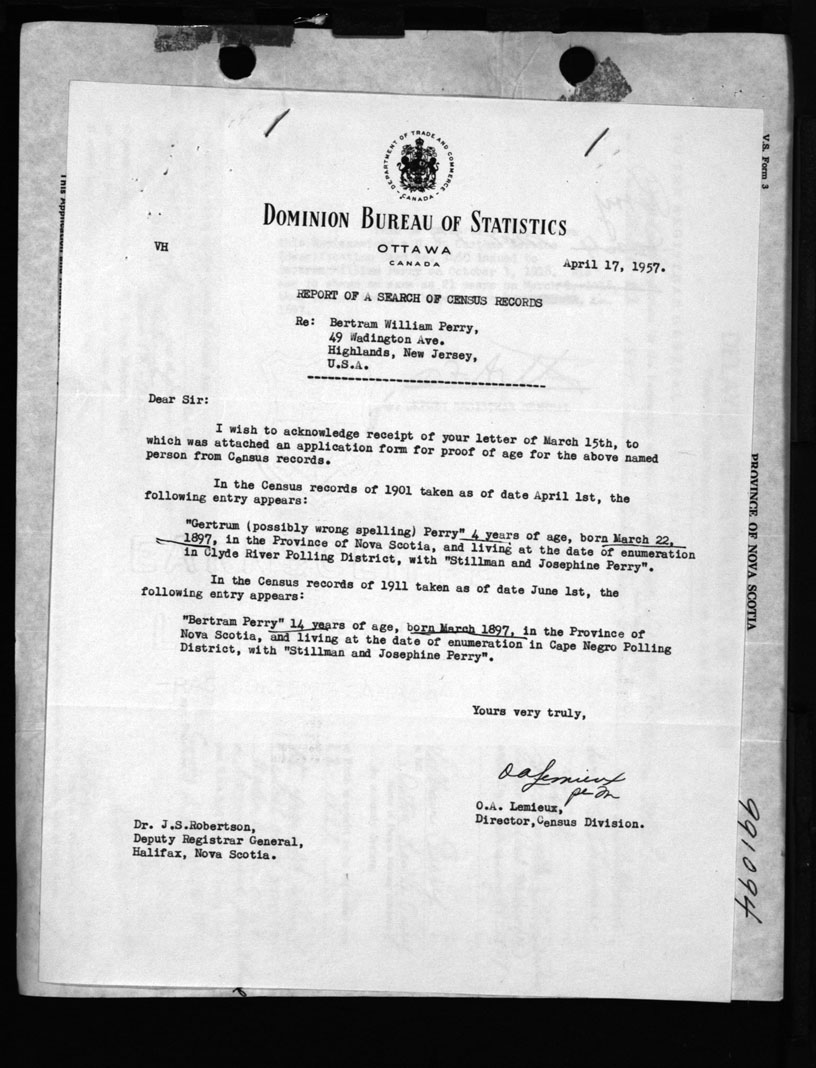 DEPARTMENT OF TRADE AND COMMERCE
- CANADA -
DOMINION BUREAU OF STATISTICS
OTTAWA
CANADA
VH
April 17, 1957.
REPORT OF A SEARCH OF CENSUS RECORDS
Re: Bertram William Perry,
49 Wadington Ave.
Highlands, New Jersey,
U.S.A.
Dear Sir:
I wish to acknowledge receipt of your letter of March 15th, to
which was attached an application form for proof of age for the above named
person from Census records.
In the Census records of 1901 taken as of date April 1st, the
following entry appears:
"Gertrum (possibly wrong spelling) Perry" 4 years of age, born March 22,
1897, in the Province of Nova Scotia, and living at the date of enumeration
in Clyde River Polling District, with "Stillman and Josephine Perry".
In the Census records of 1911 taken as of date June 1st, the
following entry appears:
"Bertram Perry" 14 years of age, born March 1897, in the Province of
Nova Scotia, and living at the date of enumeration in Cape Negro Polling
District, with "Stillman and Josephine Perry".
Yours very truly,
O A Lemieux
O.A. Lemieux,
Director, Census Division.
Dr. J.S.Robertson,
Deputy Registrar General,
Halifax, Nova Scotia.
V.S. Form 3
PROVINCE OF NOVA SCOTIA
991094
This Application